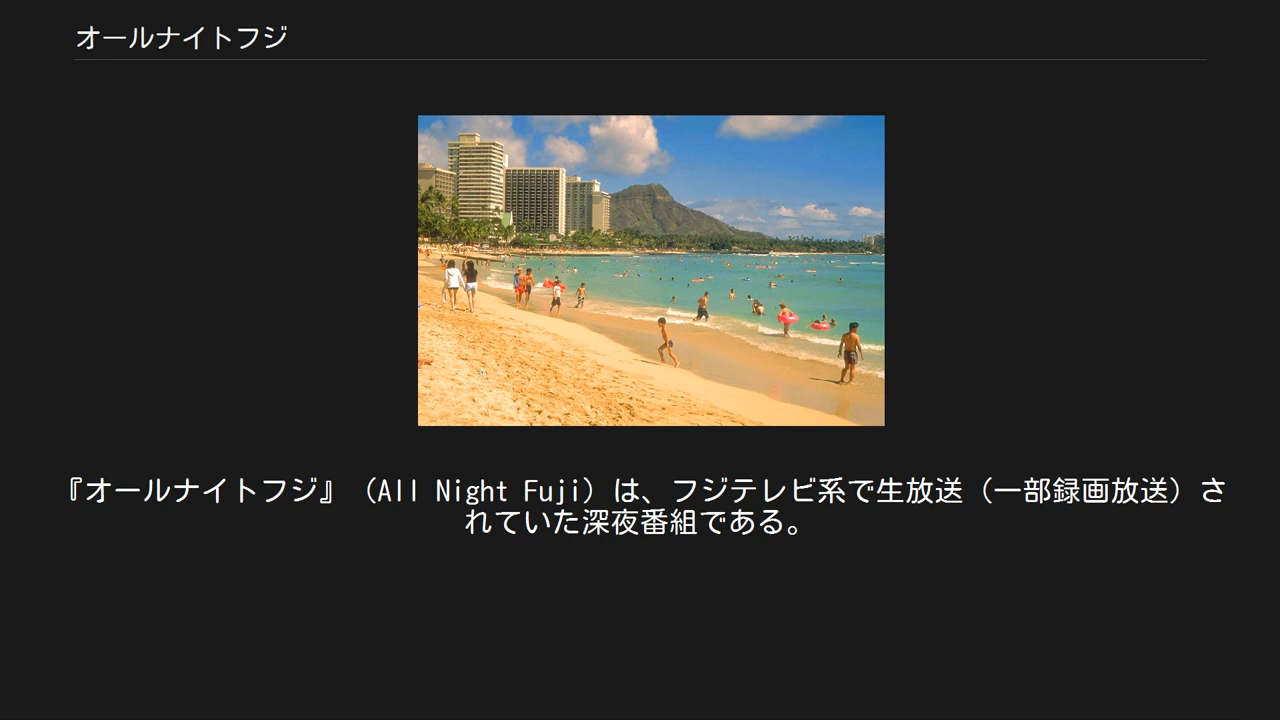 オールナイトフジ
『オールナイトフジ』（All Night Fuji）は、フジテレビ系で生放送（一部録画放送）さ
れていた深夜番組である。